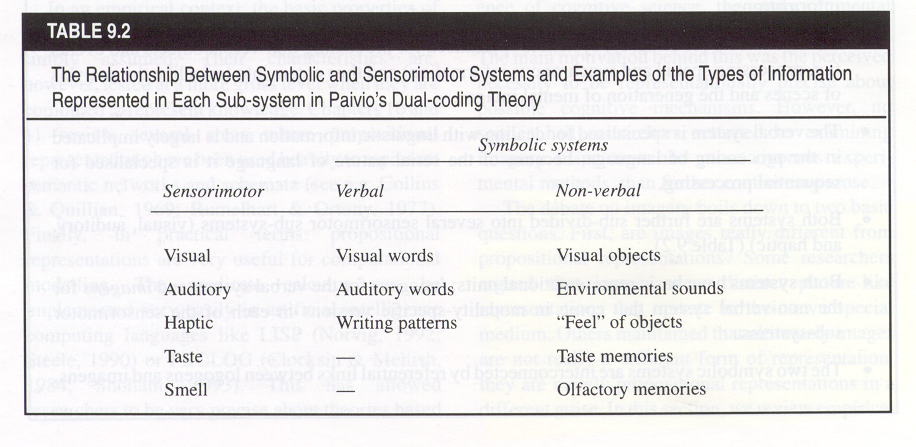 TABLE 9.2
The Relationship Between Symbolic and Sensorimotor Systems and Examples of the Types of Information
Represented in Each Sub-system in Paivio's Dual-coding Theory
Symbolic systems
Sensorimotor Verbal Non-verbal
Visual Visual words Visual objects
Auditory Auditory words Environmental sounds
Haptic Writing patterns 'Feel' of objects
Taste — Taste memories
Smell — Olfactory memories